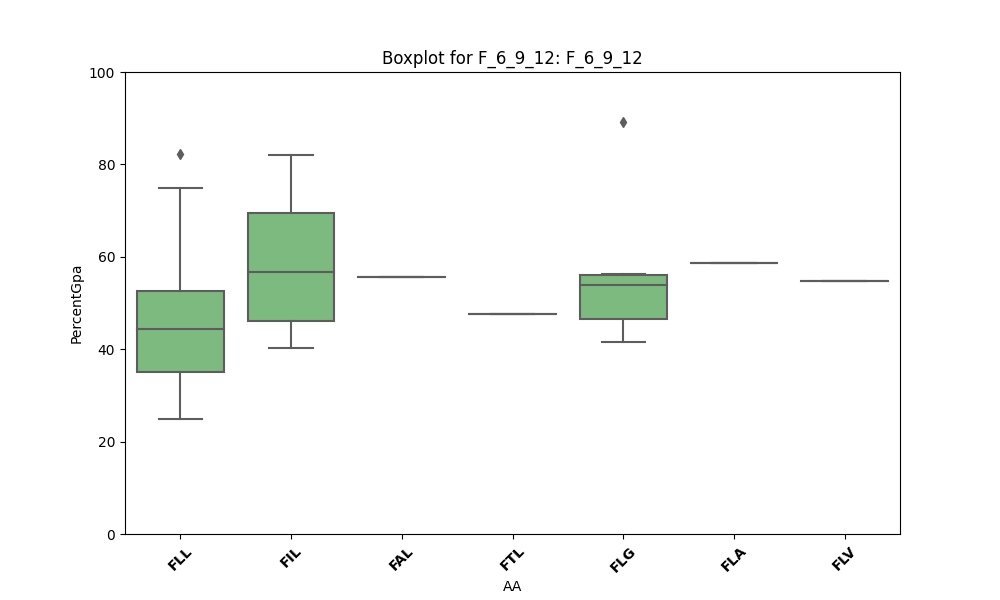 Boxplot for F_6_9_12: F_6_9_12
PercentGpa
100
80
60
40
20
0
FLL
FIL
FAL
FTL
FLG
FLA
FLV
AA